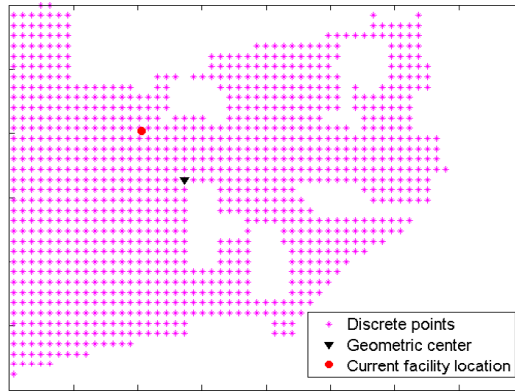 Discrete points
Geometric center
Current facility location